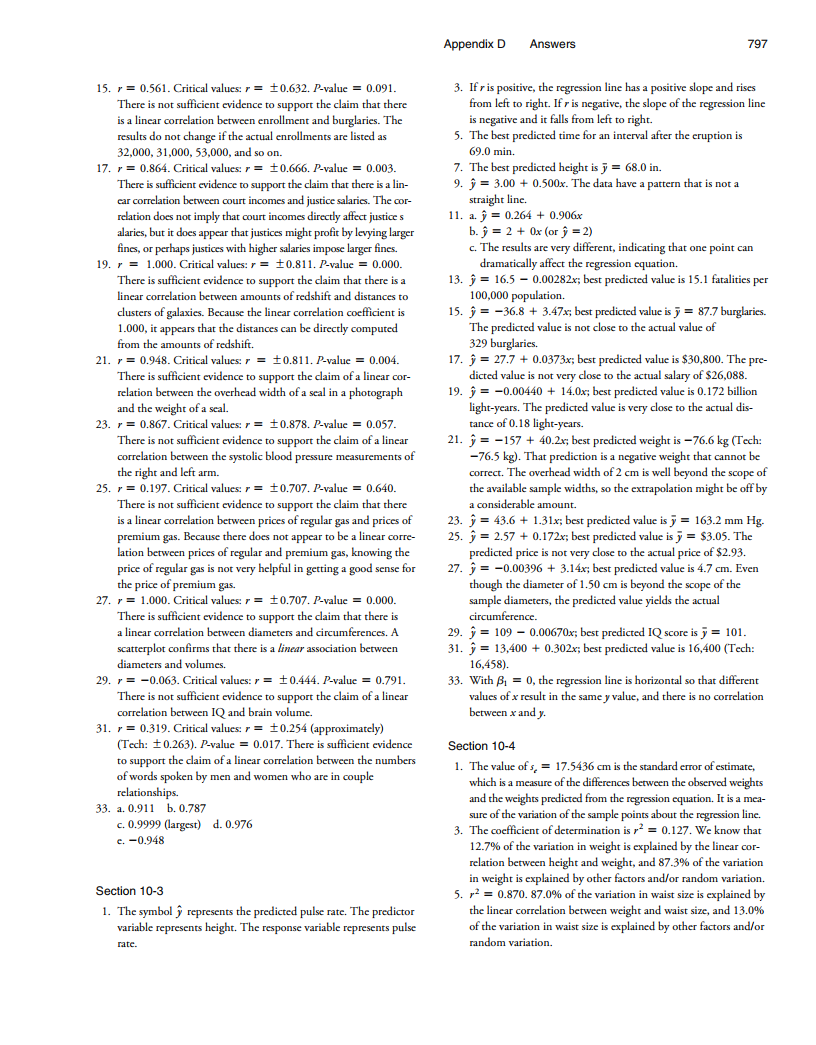 Appendix D Answers 797
15. r = 0.561. Critical values: r = ±0.632. P-value = 0.091.
There is not sufficient evidence to support the claim that there
is a linear correlation between enrollment and burglaries. The
results do not change if the actual enrollments are listed as
32,000, 31,000, 53,000, and so on.
17. r = 0.864. Critical values: r = ±0.666. P-value = 0.003.
There is sufficient evidence to support the claim that there is a lin-
ear correlation between court incomes and justice salaries. The cor-
relation does not imply that court incomes directly affect justice s
alaries, but it does appear that justices might profit by levying larger
fines, or perhaps justices with higher salaries impose larger fines.
19. r = 1.000. Critical values: r = ±0.811. P-value = 0.000.
There is sufficient evidence to support the claim that there is a
linear correlation between amounts of redshift and distances to
clusters of galaxies. Because the linear correlation coefficient is
1.000, it appears that the distances can be directly computed
from the amounts of redshift.
21. r = 0.948. Critical values: r = ±0.811. P-value = 0.004.
There is sufficient evidence to support the claim of a linear cor-
relation between the overhead width of a seal in a photograph
and the weight of a seal.
23. r = 0.867. Critical values: r = ±0.878. P-value = 0.057.
There is not sufficient evidence to support the claim of a linear
correlation between the systolic blood pressure measurements of
the right and left arm.
25. r = 0.197. Critical values: r = ±0.707. P-value = 0.640.
There is not sufficient evidence to support the claim that there
is a linear correlation between prices of regular gas and prices of
premium gas. Because there does not appear to be a linear corre-
lation between prices of regular and premium gas, knowing the
price of regular gas is not very helpful in getting a good sense for
the price of premium gas.
27. r = 1.000. Critical values: r = ±0.707. P-value = 0.000.
There is sufficient evidence to support the claim that there is
a linear correlation between diameters and circumferences. A
scatterplot confirms that there is a linear association between
diameters and volumes.
29. r = −0.063. Critical values: r = ±0.444. P-value = 0.791.
There is not sufficient evidence to support the claim of a linear
correlation between IQ and brain volume.
31. r = 0.319. Critical values: r = ±0.254 (approximately)
(Tech: ±0.263). P-value = 0.017. There is sufficient evidence
to support the claim of a linear correlation between the numbers
of words spoken by men and women who are in couple
relationships.
33. a. 0.911 b. 0.787
c. 0.9999 (largest) d. 0.976
e. −0.948
Section 10-3
1. The symbol ŷ represents the predicted pulse rate. The predictor
variable represents height. The response variable represents pulse
rate.
3. If r is positive, the regression line has a positive slope and rises
from left to right. If r is negative, the slope of the regression line
is negative and it falls from left to right.
5. The best predicted time for an interval after the eruption is
69.0 min.
7. The best predicted height is ȳ = 68.0 in.
9. ŷ = 3.00 + 0.500x. The data have a pattern that is not a
straight line.
11. a. ŷ = 0.264 + 0.906x
b. ŷ = 2 + 0x (or ŷ = 2)
c. The results are very different, indicating that one point can
dramatically affect the regression equation.
13. ŷ = 16.5 − 0.00282x; best predicted value is 15.1 fatalities per
100,000 population.
15. ŷ = −36.8 + 3.47x; best predicted value is ȳ = 87.7 burglaries.
The predicted value is not close to the actual value of
329 burglaries.
17. ŷ = 27.7 + 0.0373x; best predicted value is $30,800. The pre-
dicted value is not very close to the actual salary of $26,088.
19. ŷ = −0.00440 + 14.0x; best predicted value is 0.172 billion
light-years. The predicted value is very close to the actual dis-
tance of 0.18 light-years.
21. ŷ = −157 + 40.2x; best predicted weight is −76.6 kg (Tech:
−76.5 kg). That prediction is a negative weight that cannot be
correct. The overhead width of 2 cm is well beyond the scope of
the available sample widths, so the extrapolation might be off by
a considerable amount.
23. ŷ = 43.6 + 1.31x; best predicted value is ȳ = 163.2 mm Hg.
25. ŷ = 2.57 + 0.172x; best predicted value is ȳ = $3.05. The
predicted price is not very close to the actual price of $2.93.
27. ŷ = −0.00396 + 3.14x; best predicted value is 4.7 cm. Even
though the diameter of 1.50 cm is beyond the scope of the
sample diameters, the predicted value yields the actual
circumference.
29. ŷ = 109 − 0.00670x; best predicted IQ score is ȳ = 101.
31. ŷ = 13,400 + 0.302x; best predicted value is 16,400 (Tech:
16,458).
33. With β₁ = 0, the regression line is horizontal so that different
values of x result in the same y value, and there is no correlation
between x and y.
Section 10-4
1. The value of sₑ = 17.5436 cm is the standard error of estimate,
which is a measure of the differences between the observed weights
and the weights predicted from the regression equation. It is a mea-
sure of the variation of the sample points about the regression line.
3. The coefficient of determination is r² = 0.127. We know that
12.7% of the variation in weight is explained by the linear cor-
relation between height and weight, and 87.3% of the variation
in weight is explained by other factors and/or random variation.
5. r² = 0.870. 87.0% of the variation in waist size is explained by
the linear correlation between weight and waist size, and 13.0%
of the variation in waist size is explained by other factors and/or
random variation.